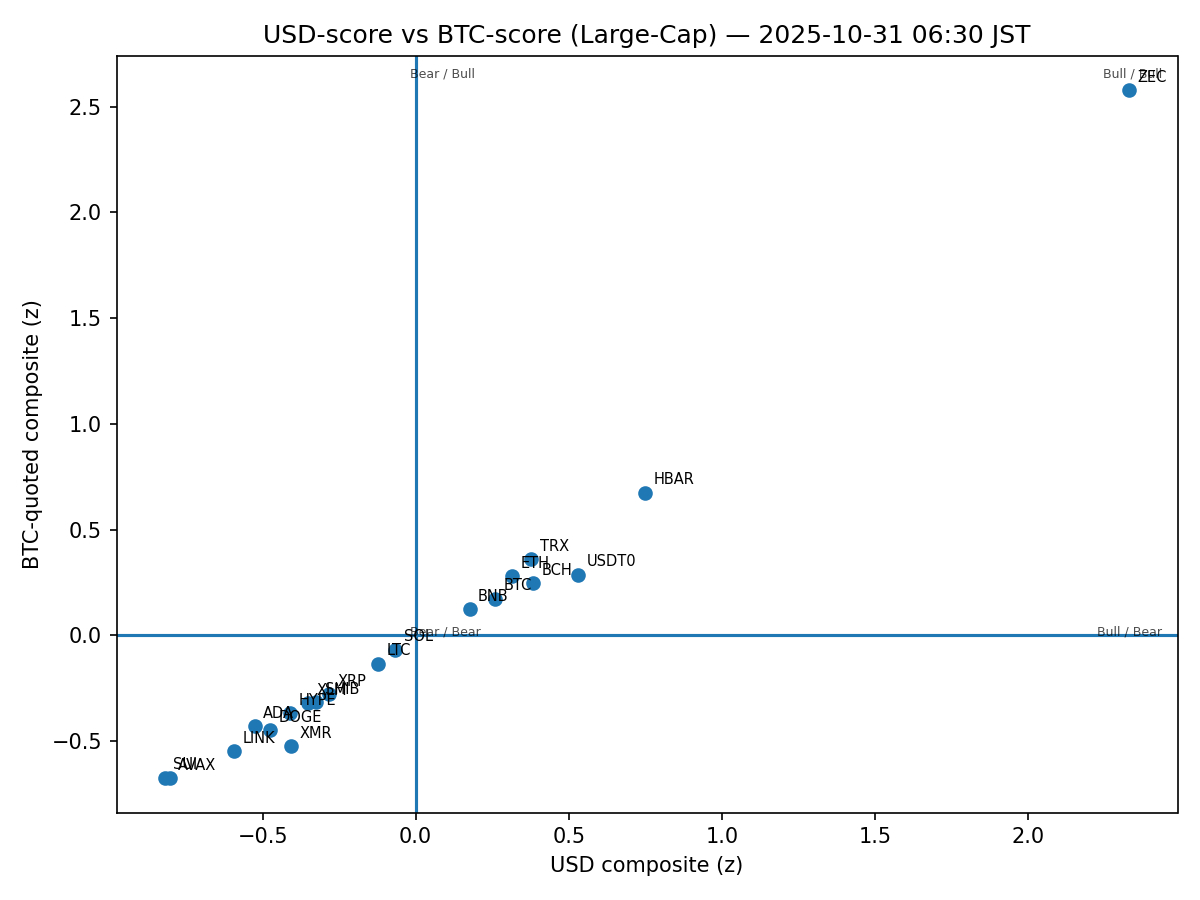 USD-score vs BTC-score (Large-Cap) — 2025-10-31 06:30 JST
Bear / Bull
Bull / Bull
ZEC
2.5
2.0
1.5
1.0
0.5
0.0
−0.5
BTC-quoted composite (z)
HBAR
TRX
USDT0
ETH
BCH
BTC
BNB
SOL
Bear / Bear
Bull / Bear
LTC
XRP
XLM
SHIB
HYPE
ADA
DOGE
XMR
LINK
SUI
AVAX
−0.5
0.0
0.5
1.0
1.5
2.0
USD composite (z)